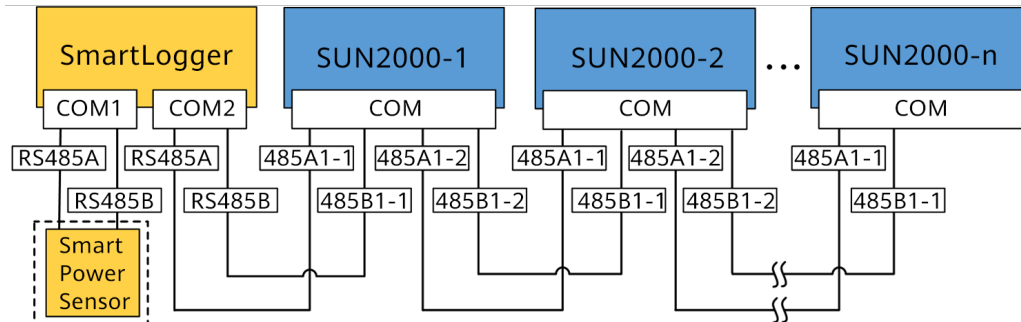 SmartLogger
SUN2000-1
SUN2000-2
...
SUN2000-n
COM1
COM2
COM
COM
COM
RS485A
RS485A
485A1-1
485A1-2
485A1-1
485A1-2
485A1-1
RS485B
RS485B
485B1-1
485B1-2
485B1-1
485B1-2
485B1-1
Smart
Power
Sensor